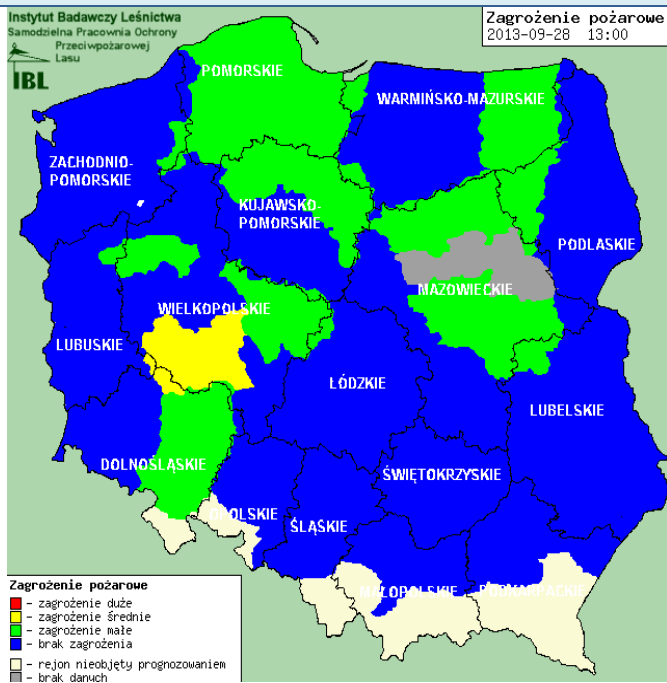 Instytut Badawczy Leśnictwa
Samodzielna Pracownia Ochrony
Przeciwpożarowej
Lasu
IBL
Zagrożenie pożarowe
2013-09-28 13:00
POMORSKIE
WARMIŃSKO-MAZURSKIE
ZACHODNIO-
POMORSKIE
KUJAWSKO-
POMORSKIE
PODLASKIE
MAZOWIECKIE
WIELKOPOLSKIE
LUBUSKIE
ŁÓDZKIE
LUBELSKIE
DOLNOŚLĄSKIE
ŚWIĘTOKRZYSKIE
OPOLSKIE
ŚLĄSKIE
MAŁOPOLSKIE
PODKARPACKIE
Zagrożenie pożarowe
- zagrożenie duże
- zagrożenie średnie
- zagrożenie małe
- brak zagrożenia
- rejon nieobjęty prognozowaniem
- brak danych